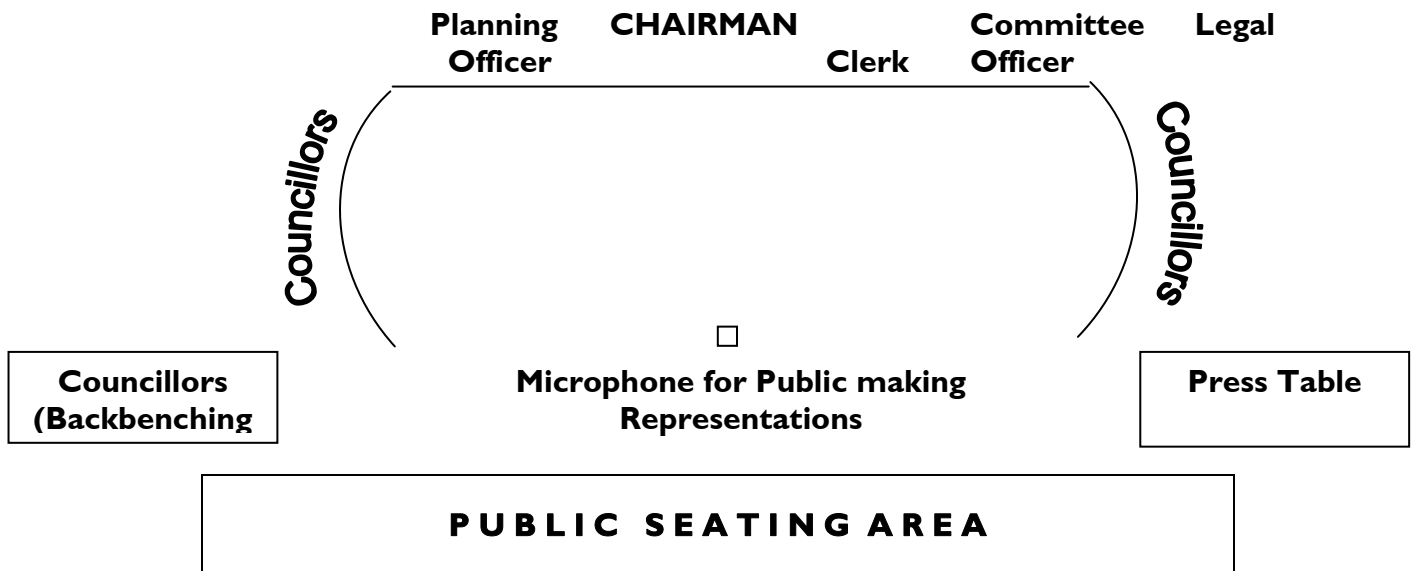 Planning CHAIRMAN Committee Legal
Officer Clerk Officer
Councillors
Councillors
Councillors
(Backbenching
Microphone for Public making
Representations
Press Table
PUBLIC SEATING AREA